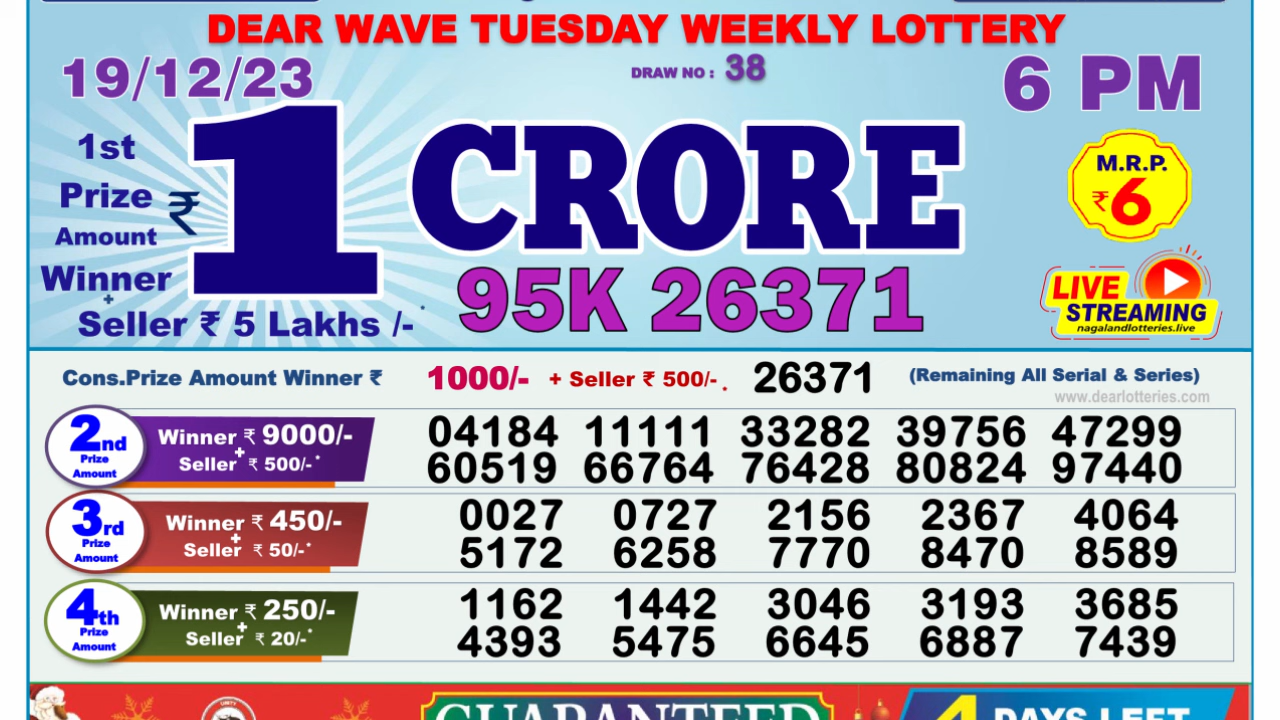 DEAR WAVE TUESDAY WEEKLY LOTTERY
19/12/23
DRAW NO : 38
6 PM
1st
Prize
Amount
Winner
₹ 1 CRORE
M.R.P.
₹6
95K 26371
+
Seller ₹ 5 Lakhs /-*
LIVE
STREAMING
nagalandlotteries.live
Cons.Prize Amount Winner ₹ 1000/- + Seller ₹ 500/- . 26371 (Remaining All Serial & Series)
www.dearlotteries.com
2nd
Prize
Amount
Winner ₹ 9000/-
+
Seller ₹ 500/-*
04184 11111 33282 39756 47299
60519 66764 76428 80824 97440
3rd
Prize
Amount
Winner ₹ 450/-
+
Seller ₹ 50/-*
0027 0727 2156 2367 4064
5172 6258 7770 8470 8589
4th
Prize
Amount
Winner ₹ 250/-
+
Seller ₹ 20/-*
1162 1442 3046 3193 3685
4393 5475 6645 6887 7439
UNITY
GUARANTEED
4 DAYS LEFT